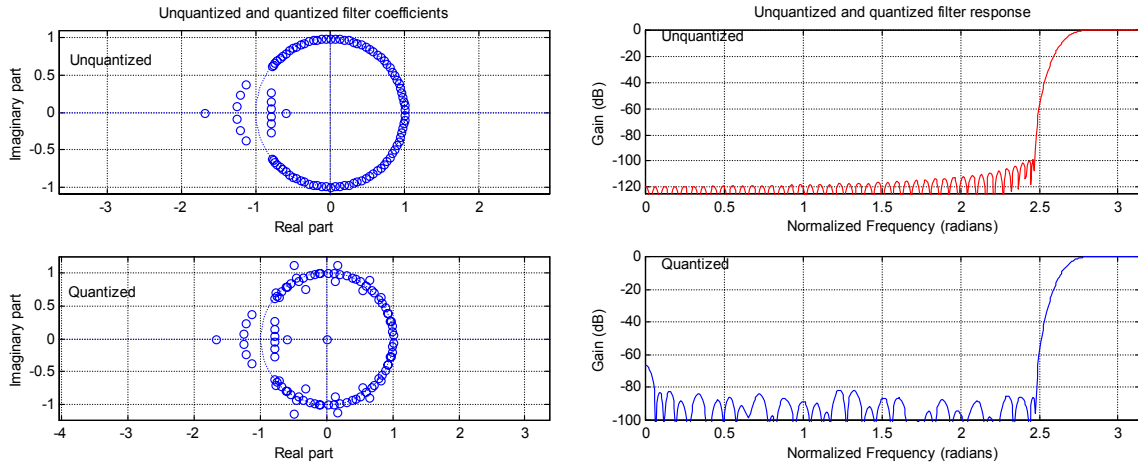 Unquantized and quantized filter coefficients
1
0.5
0
-0.5
-1
Imaginary part
Unquantized
-3 -2 -1 0 1 2
Real part
Unquantized and quantized filter response
0
-20
-40
-60
-80
-100
-120
Gain (dB)
Unquantized
0 0.5 1 1.5 2 2.5 3
Normalized Frequency (radians)
1
0.5
0
-0.5
-1
Imaginary part
Quantized
-4 -3 -2 -1 0 1 2 3
Real part
0
-20
-40
-60
-80
-100
Gain (dB)
Quantized
0 0.5 1 1.5 2 2.5 3
Normalized Frequency (radians)